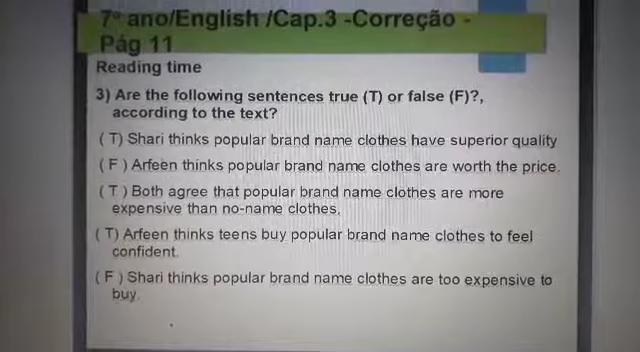 7º ano/English /Cap.3 -Correção -
Pág 11
Reading time
3) Are the following sentences true (T) or false (F)?,
according to the text?
( T) Shari thinks popular brand name clothes have superior quality
( F ) Arfeen thinks popular brand name clothes are worth the price.
( T ) Both agree that popular brand name clothes are more
expensive than no-name clothes,
( T) Arfeen thinks teens buy popular brand name clothes to feel
confident.
( F ) Shari thinks popular brand name clothes are too expensive to
buy.